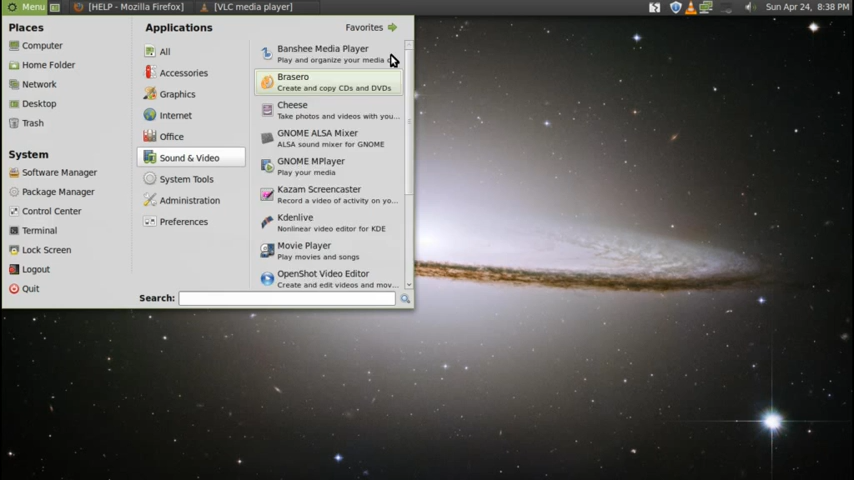 Menu
[HELP - Mozilla Firefox]
[VLC media player]
Sun Apr 24, 8:38 PM
Places
Computer
Home Folder
Network
Desktop
Trash
System
Software Manager
Package Manager
Control Center
Terminal
Lock Screen
Logout
Quit
Applications
Favorites
All
Accessories
Graphics
Internet
Office
Sound & Video
System Tools
Administration
Preferences
Banshee Media Player
Play and organize your media
Brasero
Create and copy CDs and DVDs
Cheese
Take photos and videos with you...
GNOME ALSA Mixer
ALSA sound mixer for GNOME
GNOME MPlayer
Play your media
Kazam Screencaster
Record a video of activity on yo...
Kdenlive
Nonlinear video editor for KDE
Movie Player
Play movies and songs
OpenShot Video Editor
Create and edit videos and mov...
Search: